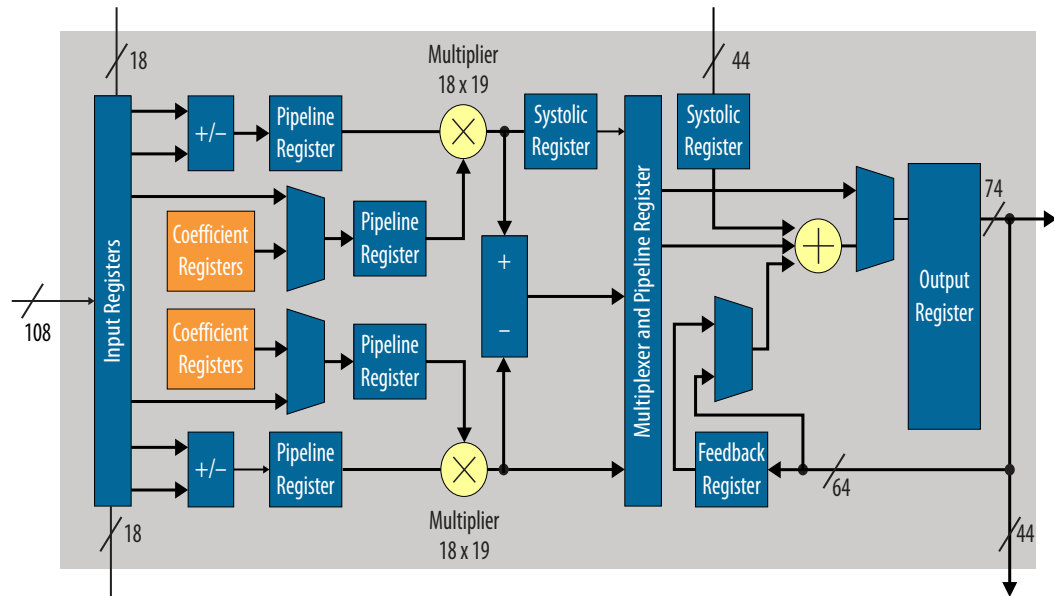 18
44
Multiplier
18 x 19
Input Registers
+/−
Pipeline
Register
Systolic
Register
Multiplexer and Pipeline Register
Systolic
Register
Coefficient
Registers
Pipeline
Register
+
−
74
Output
Register
108
Coefficient
Registers
Pipeline
Register
+/−
Pipeline
Register
Feedback
Register
64
Multiplier
18 x 19
18
44